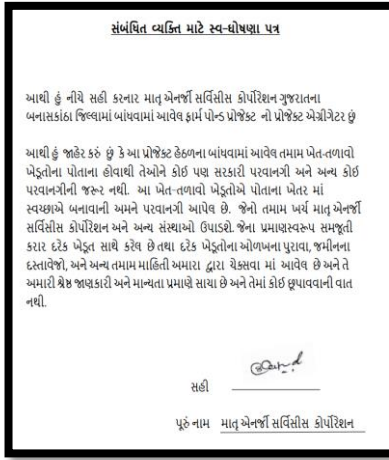 સંબંધિત વ્યક્તિ માટે સ્વ-ઘોષણા પત્ર
આથી હું નીચે સહી કરનાર માતૃ એનર્જી સર્વિસીસ કોર્પોરેશન ગુજરાતના
બનાસકાંઠા જિલ્લામાં બાંધવામાં આવેલ ફાર્મ પોન્ડ પ્રોજેક્ટ નો પ્રોજેક્ટ એગ્રીગેટર છું
આથી હું જાહેર કરું છું કે આ પ્રોજેક્ટ હેઠળના બાંધવામાં આવેલ તમામ ખેત-તળાવો
ખેડૂતોના પોતાના હોવાથી તેઓને કોઈ પણ સરકારી પરવાનગી અને અન્ય કોઈ
પરવાનગીની જરૂર નથી. આ ખેત-તળાવો ખેડૂતોએ પોતાના ખેતર માં
સ્વચ્છાએ બનાવાની અમને પરવાનગી આપેલ છે. જેનો તમામ ખર્ચ માતૃ એનર્જી
સર્વિસીસ કોર્પોરેશન અને અન્ય સંસ્થાઓ ઉપાડશે. જેના પ્રમાણસ્વરૂપ સમજૂતી
કરાર દરેક ખેડૂત સાથે કરેલ છે તથા દરેક ખેડૂતોના ઓળખના પુરાવા, જમીનના
દસ્તાવેજો, અને અન્ય તમામ માહિતી અમારા દ્વારા ચેક્સવા માં આવેલ છે અને તે
અમારી શ્રેષ્ઠ જાણકારી અને માન્યતા પ્રમાણે સાચા છે અને તેમાં કોઈ છૂપાવવાની વાત
નથી.
સહી
પૂરું નામ માતૃ એનર્જી સર્વિસીસ કોર્પોરેશન